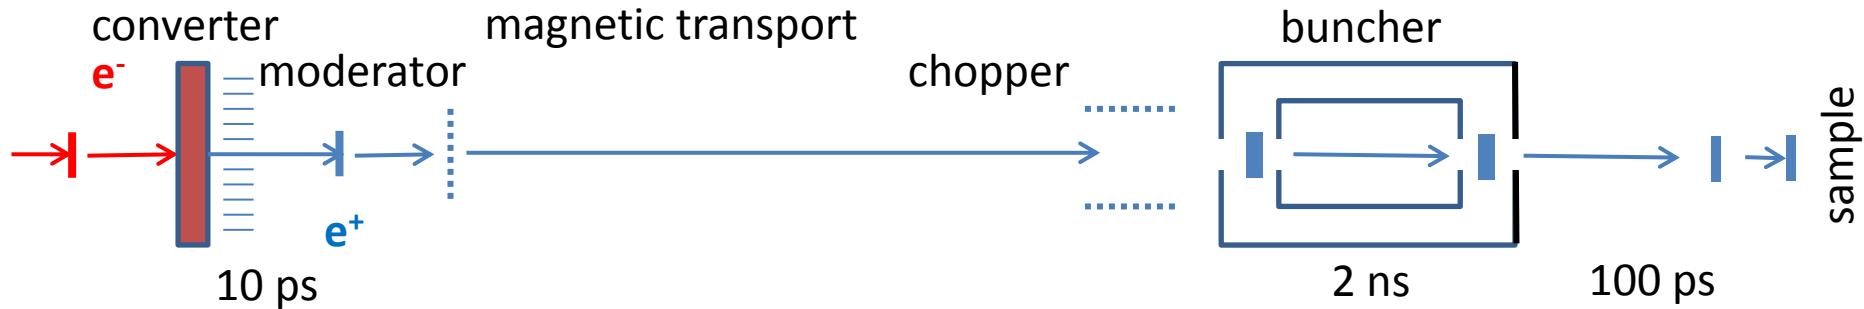 converter
magnetic transport
buncher
e-
moderator
chopper
sample
e+
10 ps
2 ns
100 ps